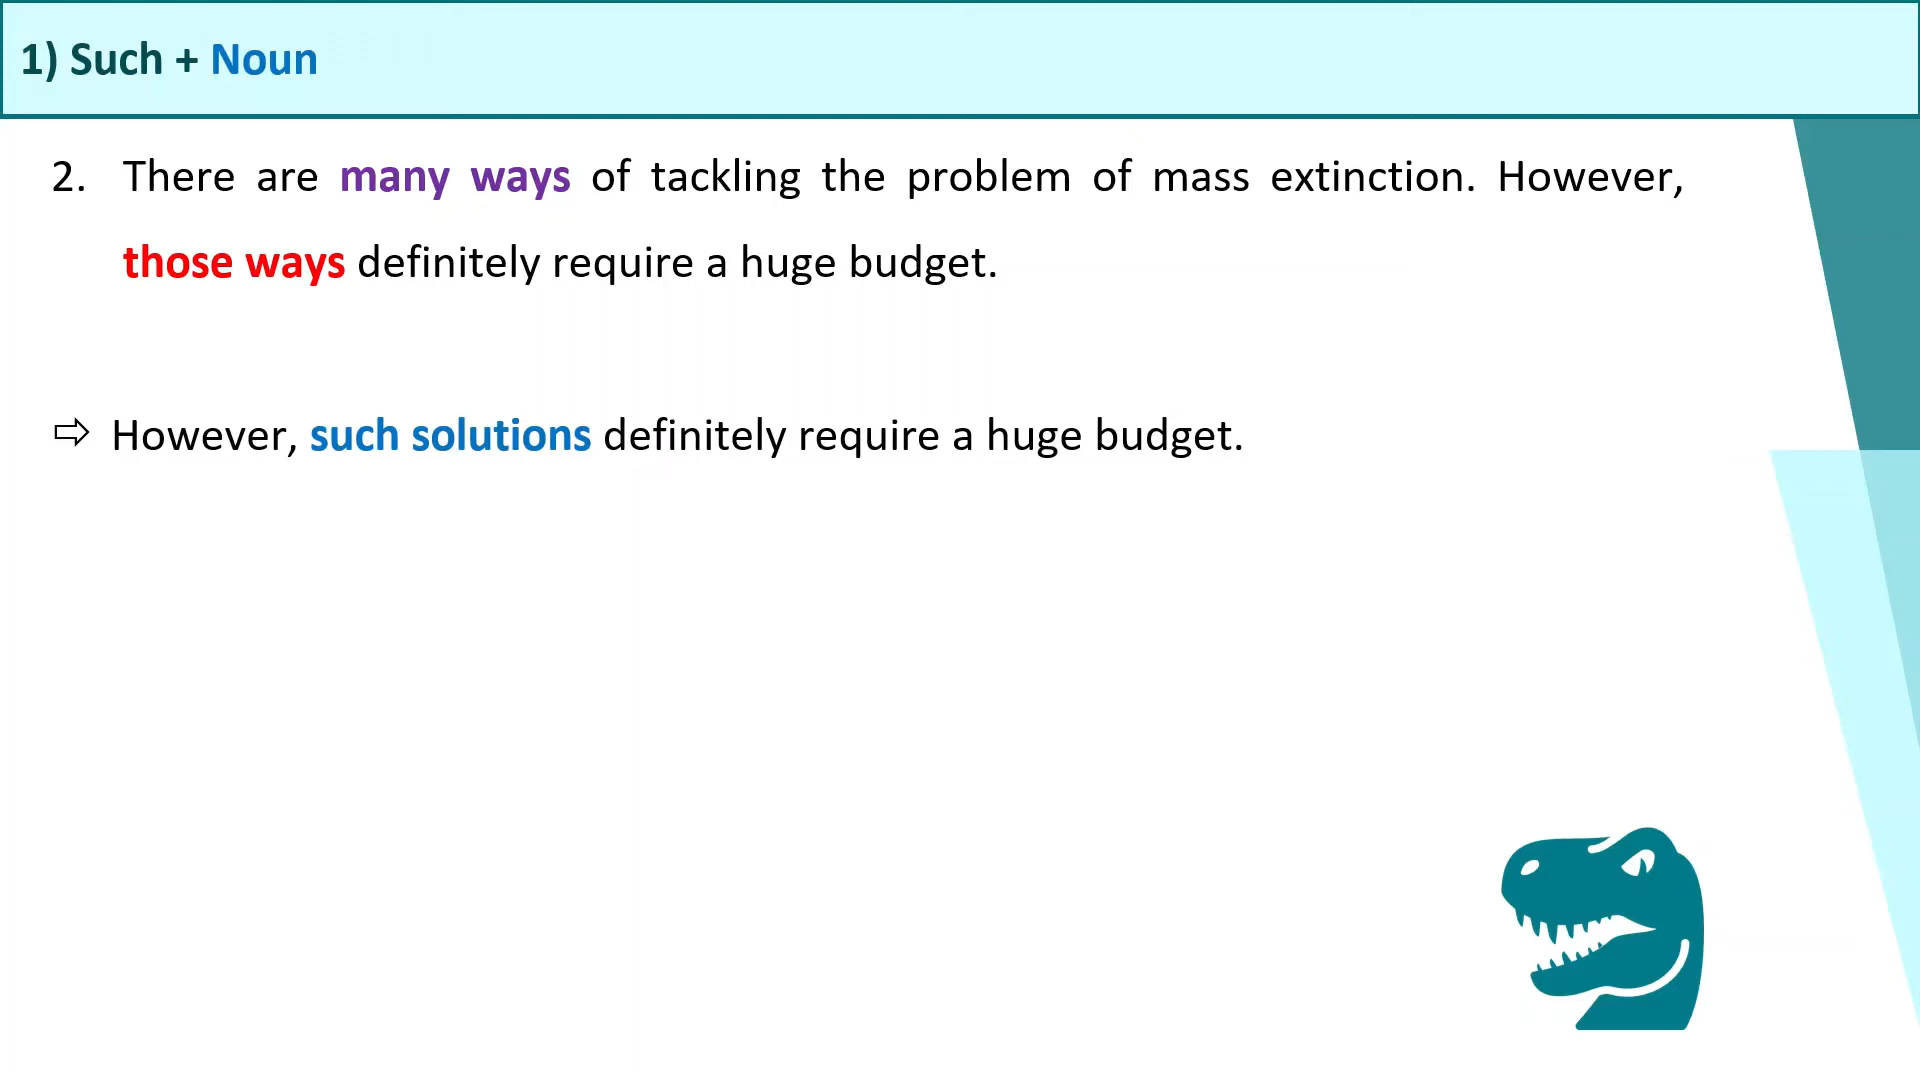 1) Such + Noun
2. There are many ways of tackling the problem of mass extinction. However,
those ways definitely require a huge budget.
⇨ However, such solutions definitely require a huge budget.